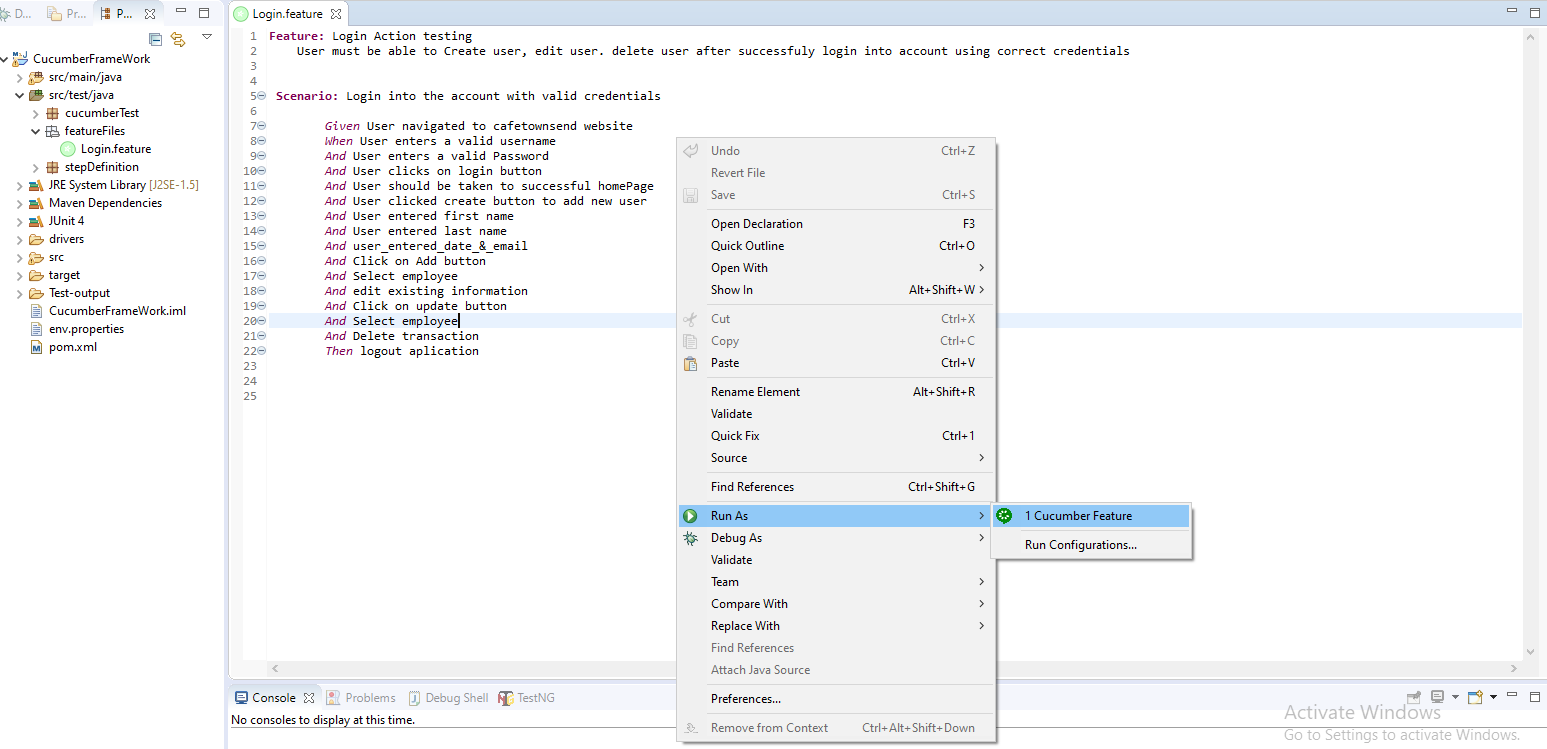 D...
Pr...
P...
CucumberFrameWork
src/main/java
src/test/java
cucumberTest
featureFiles
Login.feature
stepDefinition
JRE System Library [J2SE-1.5]
Maven Dependencies
JUnit 4
drivers
src
target
Test-output
CucumberFrameWork.iml
env.properties
pom.xml
Login.feature
1 Feature: Login Action testing
2 User must be able to Create user, edit user. delete user after successfuly login into account using correct credentials
3
4
5 Scenario: Login into the account with valid credentials
6
7 Given User navigated to cafetownsend website
8 When User enters a valid username
9 And User enters a valid Password
10 And User clicks on login button
11 And User should be taken to successful homePage
12 And User clicked create button to add new user
13 And User entered first name
14 And User entered last name
15 And user_entered_date_&_email
16 And Click on Add button
17 And Select employee
18 And edit existing information
19 And Click on update button
20 And Select employee
21 And Delete transaction
22 Then logout aplication
23
24
25
Undo Ctrl+Z
Revert File
Save Ctrl+S
Open Declaration F3
Quick Outline Ctrl+O
Open With
Show In Alt+Shift+W
Cut Ctrl+X
Copy Ctrl+C
Paste Ctrl+V
Rename Element Alt+Shift+R
Validate
Quick Fix Ctrl+1
Source
Find References Ctrl+Shift+G
Run As
Debug As
Validate
Team
Compare With
Replace With
Find References
Attach Java Source
Preferences...
Remove from Context Ctrl+Alt+Shift+Down
1 Cucumber Feature
Run Configurations...
Console Problems Debug Shell TestNG
No consoles to display at this time.
Activate Windows
Go to Settings to activate Windows.